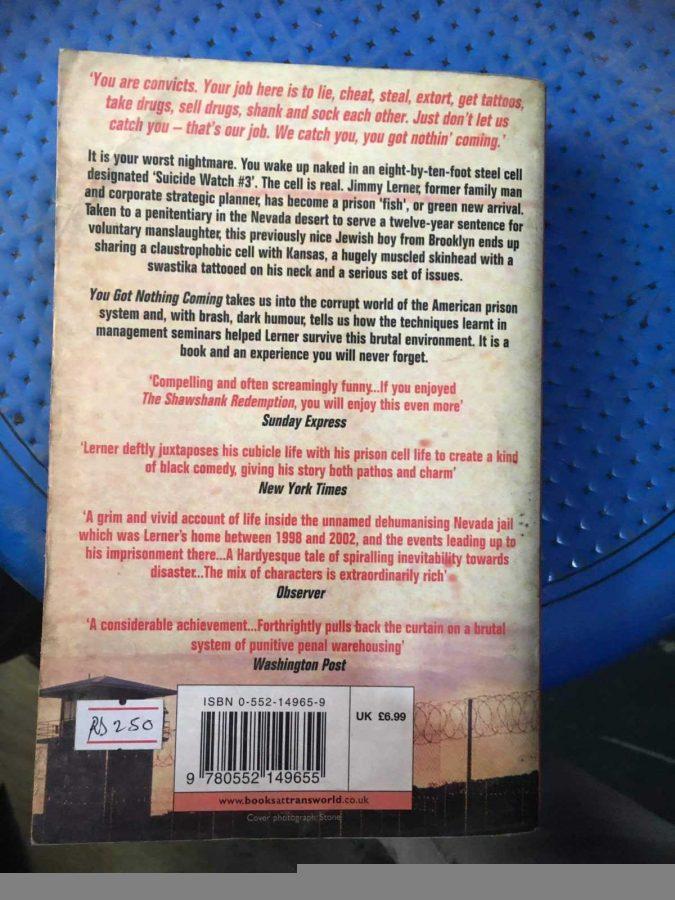 ‘You are convicts. Your job here is to lie, cheat, steal, extort, get tattoos,
take drugs, sell drugs, shank and sock each other. Just don’t let us
catch you – that’s our job. We catch you, you got nothin’ coming.’
It is your worst nightmare. You wake up naked in an eight-by-ten-foot steel cell
designated ‘Suicide Watch #3’. The cell is real. Jimmy Lerner, former family man
and corporate strategic planner, has become a prison ‘fish’, or green new arrival.
Taken to a penitentiary in the Nevada desert to serve a twelve-year sentence for
voluntary manslaughter, this previously nice Jewish boy from Brooklyn ends up
sharing a claustrophobic cell with Kansas, a hugely muscled skinhead with a
swastika tattooed on his neck and a serious set of issues.
You Got Nothing Coming takes us into the corrupt world of the American prison
system and, with brash, dark humour, tells us how the techniques learnt in
management seminars helped Lerner survive this brutal environment. It is a
book and an experience you will never forget.
‘Compelling and often screamingly funny...If you enjoyed
The Shawshank Redemption, you will enjoy this even more’
Sunday Express
‘Lerner deftly juxtaposes his cubicle life with his prison cell life to create a kind
of black comedy, giving his story both pathos and charm’
New York Times
‘A grim and vivid account of life inside the unnamed dehumanising Nevada jail
which was Lerner’s home between 1998 and 2002, and the events leading up to
his imprisonment there...A Hardyesque tale of spiralling inevitability towards
disaster...The mix of characters is extraordinarily rich’
Observer
‘A considerable achievement...Forthrightly pulls back the curtain on a brutal
system of punitive penal warehousing’
Washington Post
ISBN 0-552-14965-9
UK £6.99
RS 250
9 780552 149655
www.booksattransworld.co.uk
Cover photograph: Stone